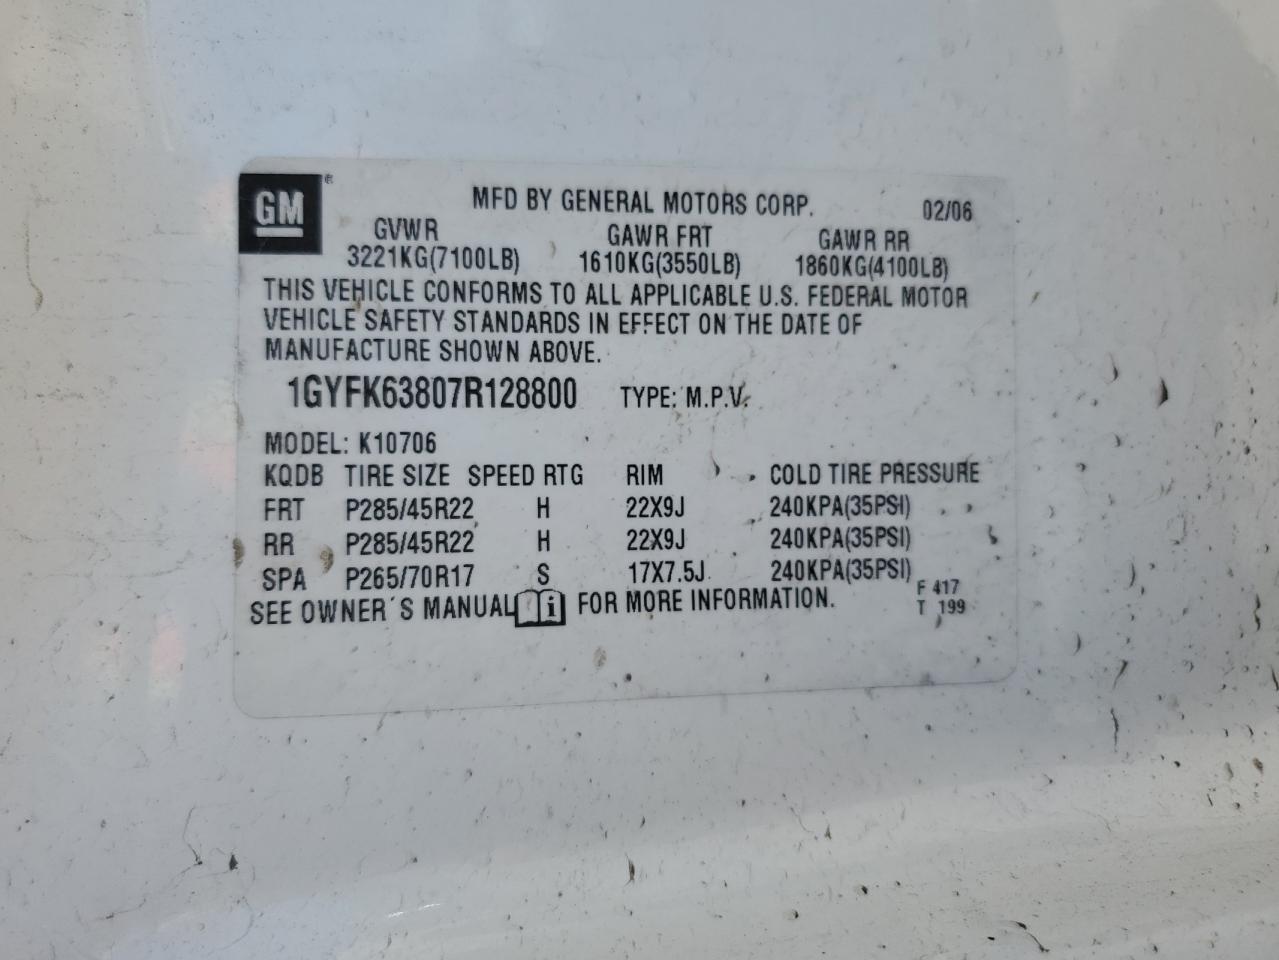 GM ®
MFD BY GENERAL MOTORS CORP. 02/06
GVWR GAWR FRT GAWR RR
3221KG(7100LB) 1610KG(3550LB) 1860KG(4100LB)
THIS VEHICLE CONFORMS TO ALL APPLICABLE U.S. FEDERAL MOTOR
VEHICLE SAFETY STANDARDS IN EFFECT ON THE DATE OF
MANUFACTURE SHOWN ABOVE.
1GYFK63807R128800 TYPE: M.P.V.
MODEL: K10706
KQDB TIRE SIZE SPEED RTG RIM COLD TIRE PRESSURE
FRT P285/45R22 H 22X9J 240KPA(35PSI)
RR P285/45R22 H 22X9J 240KPA(35PSI)
SPA P265/70R17 S 17X7.5J 240KPA(35PSI)
SEE OWNER´S MANUAL i FOR MORE INFORMATION.
F 417
T 199